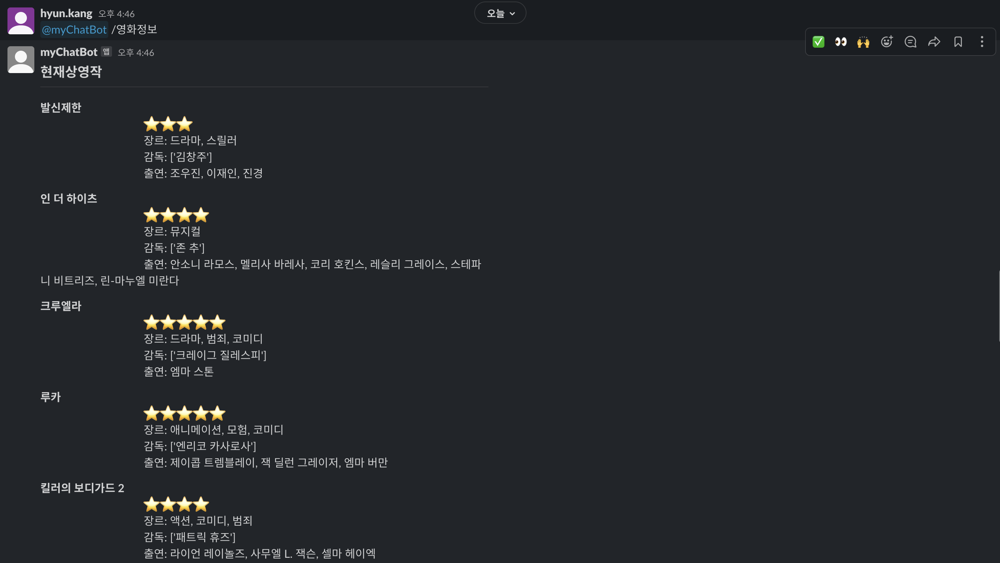 hyun.kang 오후 4:46
오늘
@myChatBot /영화정보
myChatBot 앱 오후 4:46
현재상영작
발신제한
장르: 드라마, 스릴러
감독: ['김창주']
출연: 조우진, 이재인, 진경
인 더 하이츠
장르: 뮤지컬
감독: ['존 추']
출연: 안소니 라모스, 멜리사 바레사, 코리 호킨스, 레슬리 그레이스, 스테파
니 비트리즈, 린-마누엘 미란다
크루엘라
장르: 드라마, 범죄, 코미디
감독: ['크레이그 질레스피']
출연: 엠마 스톤
루카
장르: 애니메이션, 모험, 코미디
감독: ['엔리코 카사로사']
출연: 제이콥 트렘블레이, 잭 딜런 그레이저, 엠마 버만
킬러의 보디가드 2
장르: 액션, 코미디, 범죄
감독: ['패트릭 휴즈']
출연: 라이언 레이놀즈, 사무엘 L. 잭슨, 셀마 헤이엑